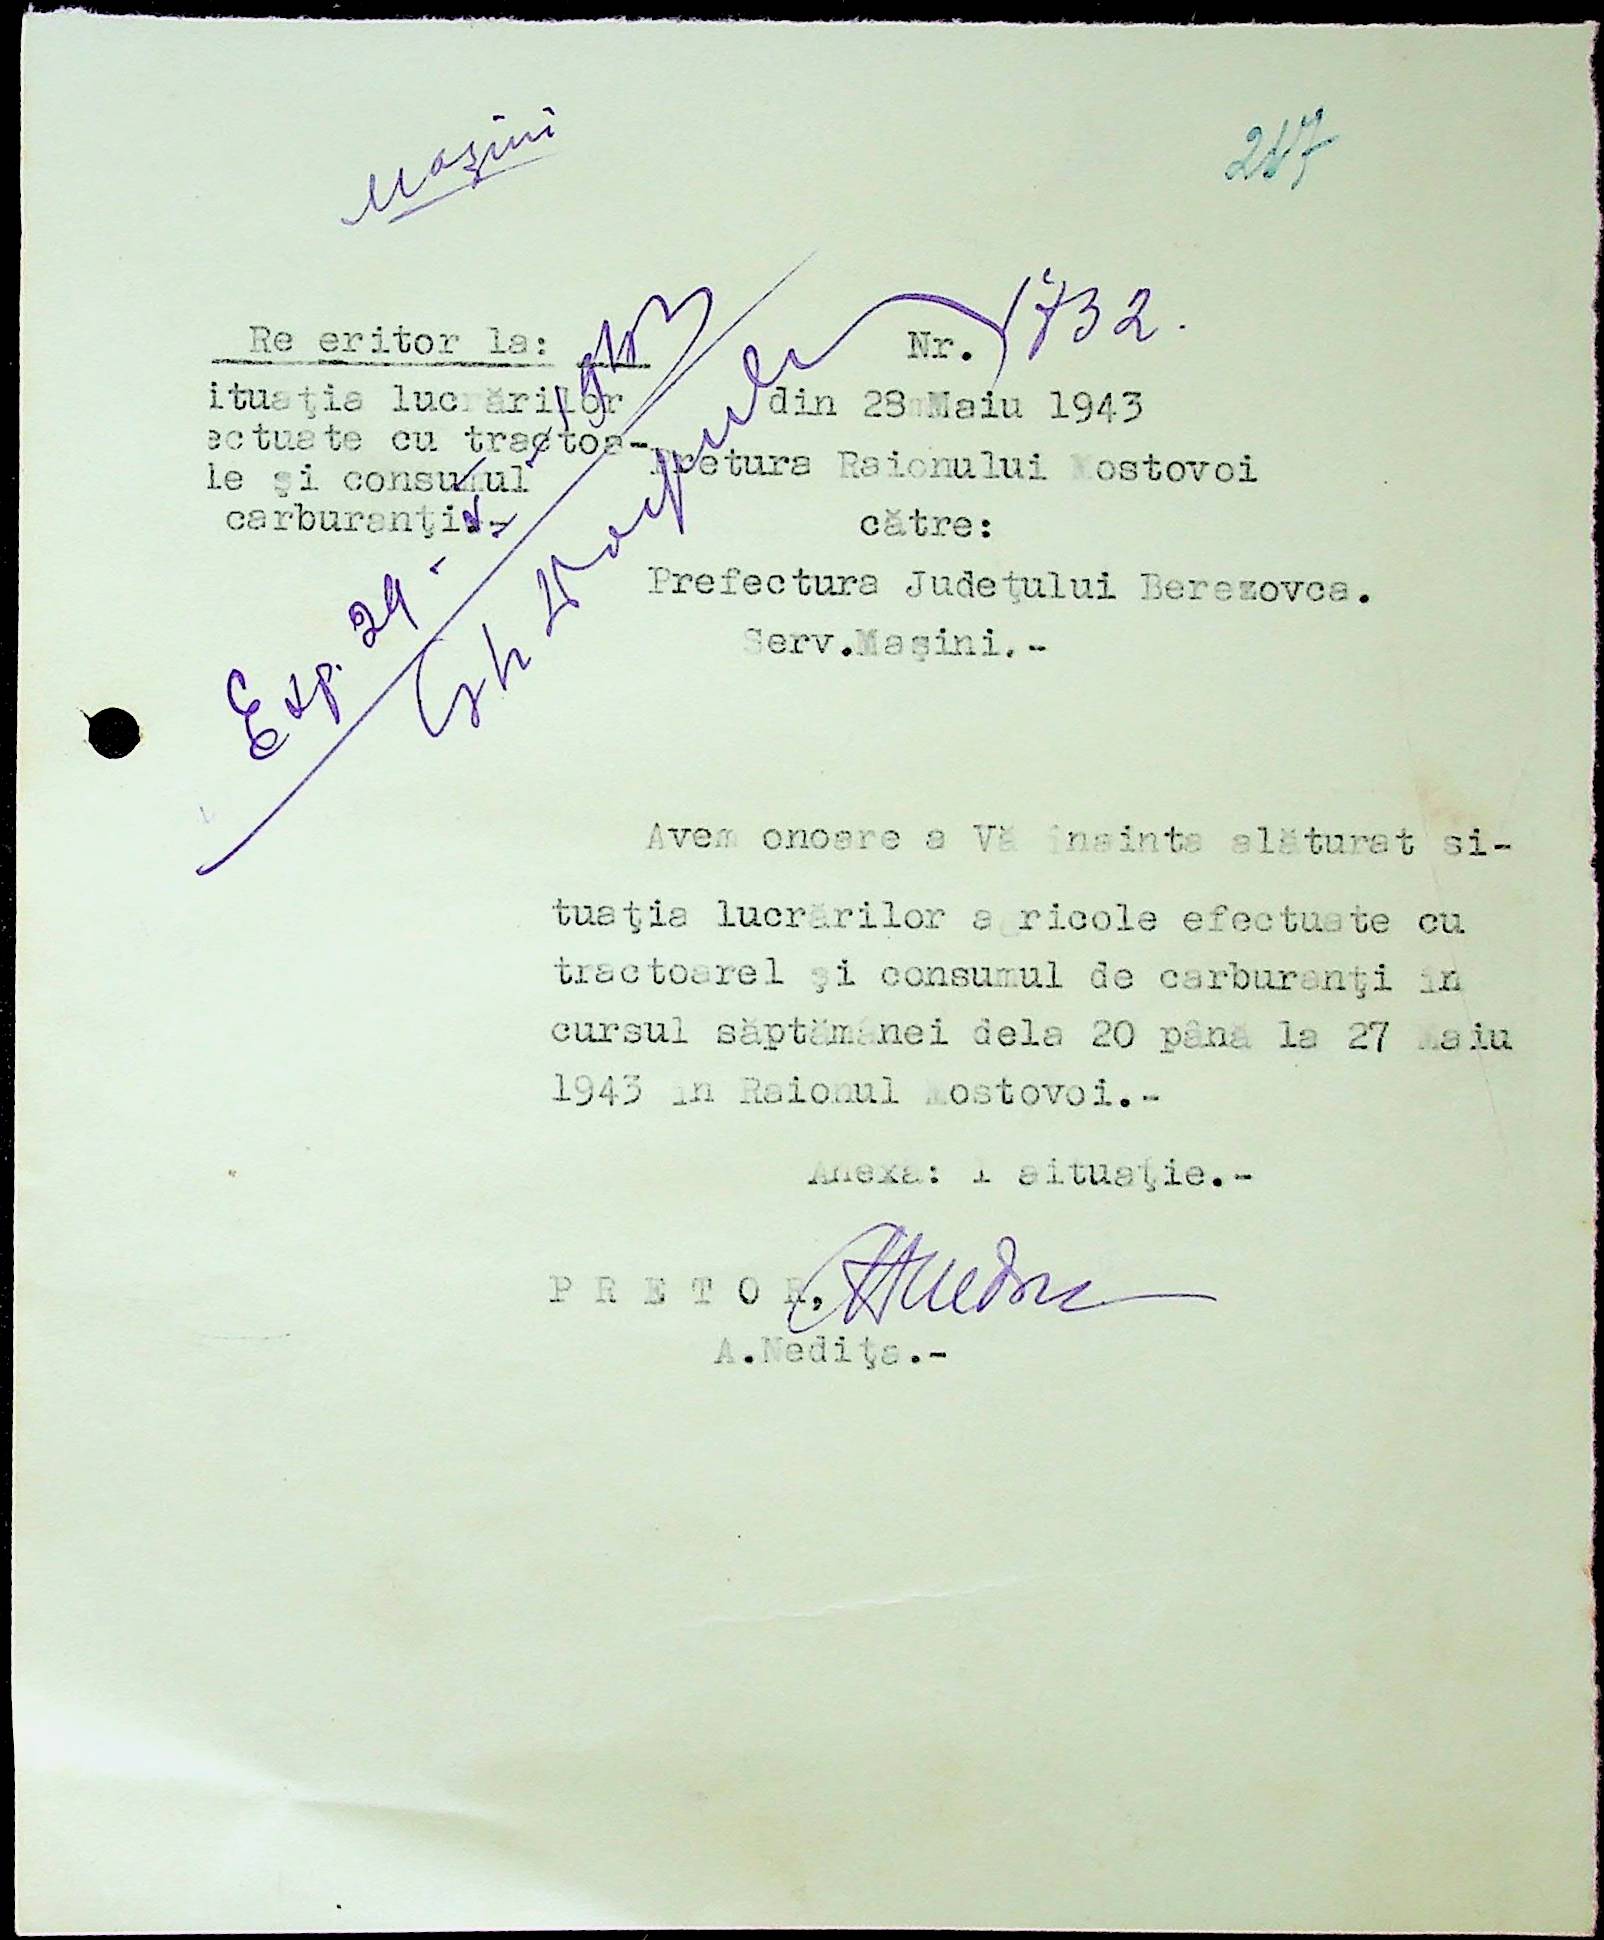 Mașini
217
Re eritor la:
Nr. 1732.
ituaţia lucrărilor
din 28 Maiu 1943
ectuate cu tractoa-
Pretura Raionului Mostovoi
le şi consumul
carburanţi.-
către:
Prefectura Judeţului Berezovca.
Serv.Maşini.-
Exp. 29-V-1943
Avem onoare a Vă înainta alăturat si-
tuaţia lucrărilor agricole efectuate cu
tractoarel şi consumul de carburanţi în
cursul săptămânei dela 20 până la 27 Maiu
1943 în Raionul Mostovoi.-
Anexa: 1 situaţie.-
P R E T O R,
A.Nediţa.-